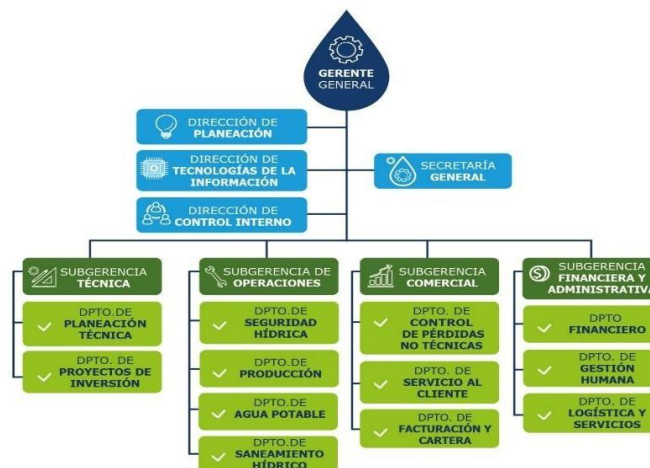 GERENTE
GENERAL
DIRECCIÓN DE
PLANEACIÓN
DIRECCIÓN DE
TECNOLOGÍAS DE LA
INFORMACIÓN
SECRETARÍA
GENERAL
DIRECCIÓN DE
CONTROL INTERNO
SUBGERENCIA
TÉCNICA
DPTO.DE
PLANEACIÓN
TÉCNICA
DPTO. DE
PROYECTOS DE
INVERSIÓN
SUBGERENCIA DE
OPERACIONES
DPTO.DE
SEGURIDAD
HÍDRICA
DPTO.DE
PRODUCCIÓN
DPTO.DE
AGUA POTABLE
DPTO.DE
SANEAMIENTO
HÍDRICO
SUBGERENCIA
COMERCIAL
DPTO. DE
CONTROL
DE PÉRDIDAS
NO TÉCNICAS
DPTO. DE
SERVICIO AL
CLIENTE
DPTO. DE
FACTURACIÓN Y
CARTERA
SUBGERENCIA
FINANCIERA Y
ADMINISTRATIVA
DPTO
FINANCIERO
DPTO. DE
GESTIÓN
HUMANA
DPTO. DE
LOGÍSTICA Y
SERVICIOS